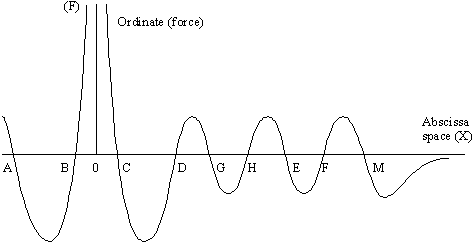 (F)
Ordinate (force)
Abscissa
space (X)
A B 0 C D G H E F M